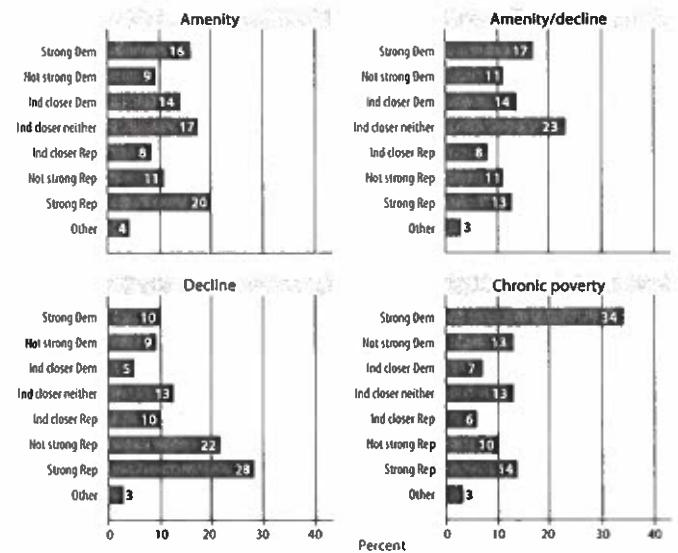 Amenity
Strong Dem 16
Not strong Dem 9
Ind closer Dem 14
Ind closer neither 17
Ind closer Rep 8
Not strong Rep 11
Strong Rep 20
Other 4
Amenity/decline
Strong Dem 17
Not strong Dem 11
Ind closer Dem 14
Ind closer neither 23
Ind closer Rep 8
Not strong Rep 11
Strong Rep 13
Other 3
Decline
Strong Dem 10
Not strong Dem 9
Ind closer Dem 5
Ind closer neither 13
Ind closer Rep 10
Not strong Rep 22
Strong Rep 28
Other 3
0 10 20 30 40
Chronic poverty
Strong Dem 34
Not strong Dem 13
Ind closer Dem 7
Ind closer neither 13
Ind closer Rep 6
Not strong Rep 10
Strong Rep 14
Other 3
0 10 20 30 40
Percent